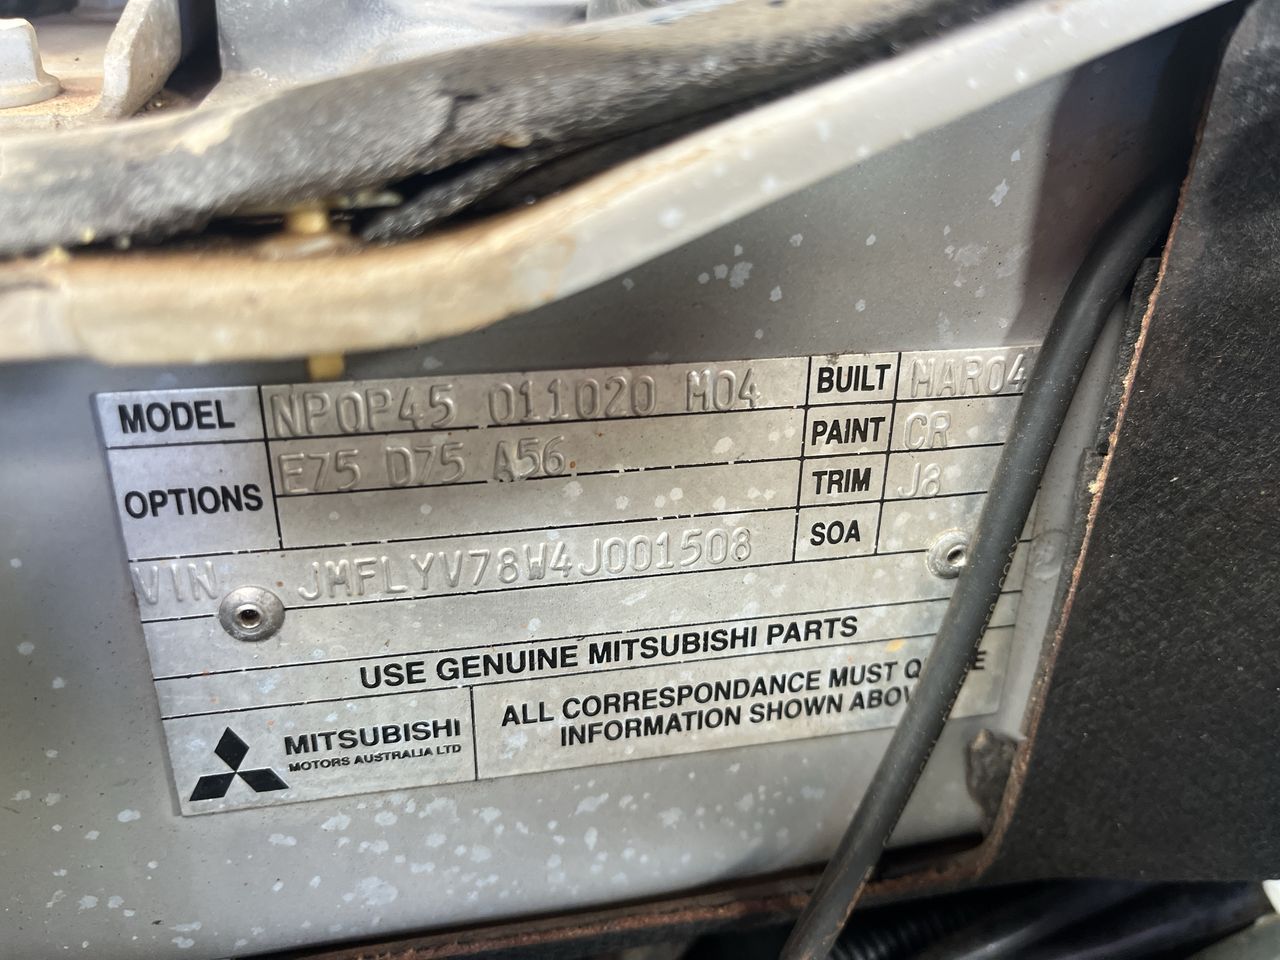 MODEL NP0P45 011020 M04 BUILT MAR04
OPTIONS E75 D75 A56 PAINT CR
TRIM J8
SOA
VIN JMFLYV78W4J001508
USE GENUINE MITSUBISHI PARTS
MITSUBISHI
MOTORS AUSTRALIA LTD
ALL CORRESPONDANCE MUST
INFORMATION SHOWN